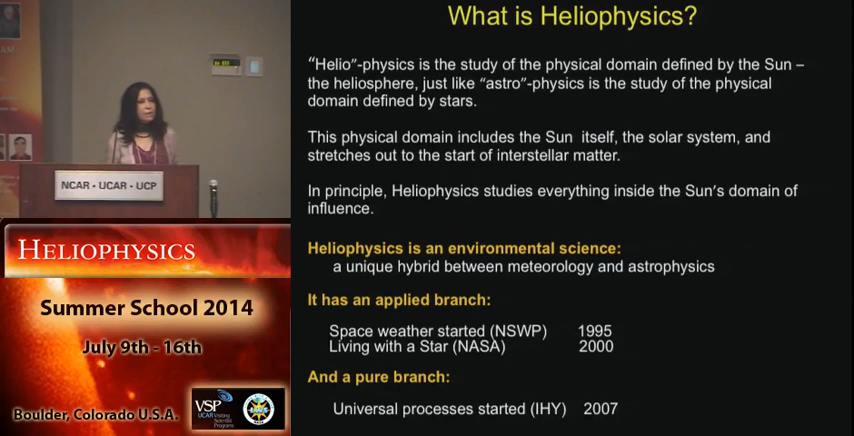 What is Heliophysics?
“Helio”-physics is the study of the physical domain defined by the Sun –
the heliosphere, just like “astro”-physics is the study of the physical
domain defined by stars.
This physical domain includes the Sun itself, the solar system, and
stretches out to the start of interstellar matter.
In principle, Heliophysics studies everything inside the Sun’s domain of
influence.
Heliophysics is an environmental science:
a unique hybrid between meteorology and astrophysics
It has an applied branch:
Space weather started (NSWP) 1995
Living with a Star (NASA) 2000
And a pure branch:
Universal processes started (IHY) 2007
NCAR • UCAR • UCP
HELIOPHYSICS
Summer School 2014
July 9th - 16th
Boulder, Colorado U.S.A.
VSP
UCAR Visiting
Scientist
Programs